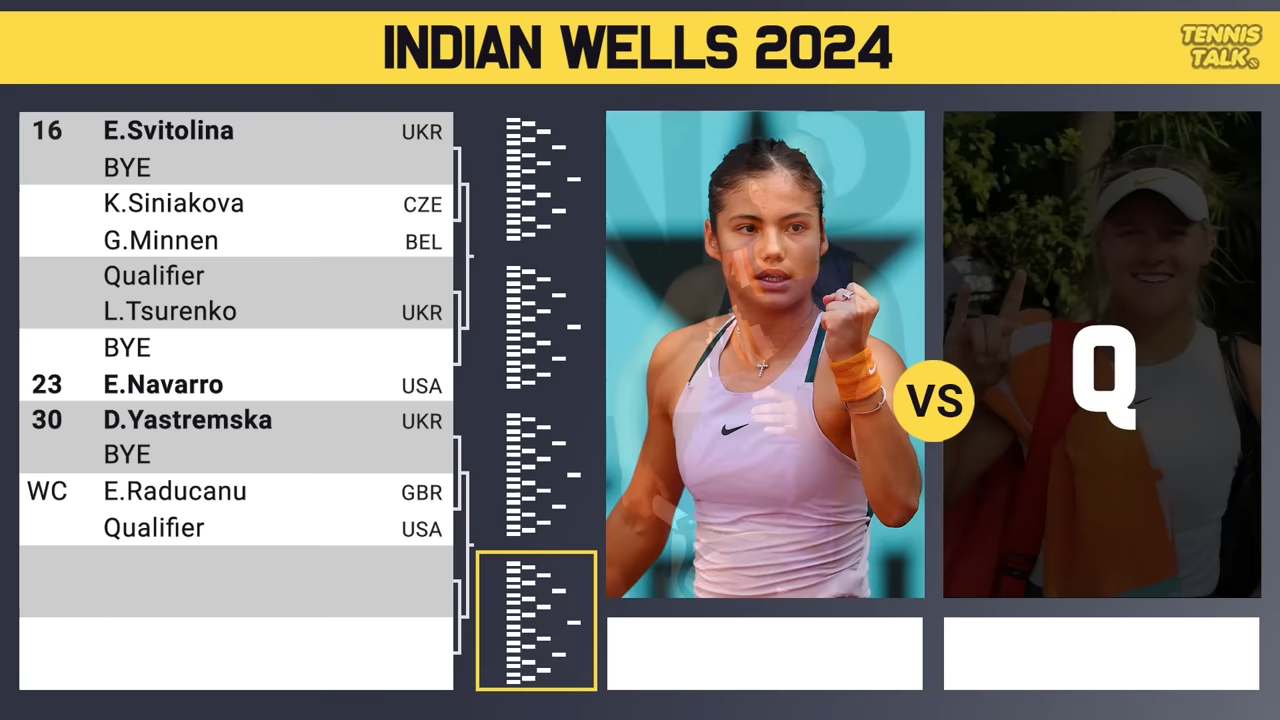 INDIAN WELLS 2024
TENNIS
TALK
16 E.Svitolina UKR
BYE
K.Siniakova CZE
G.Minnen BEL
Qualifier
L.Tsurenko UKR
BYE
23 E.Navarro USA
30 D.Yastremska UKR
BYE
WC E.Raducanu GBR
Qualifier USA
VS
Q